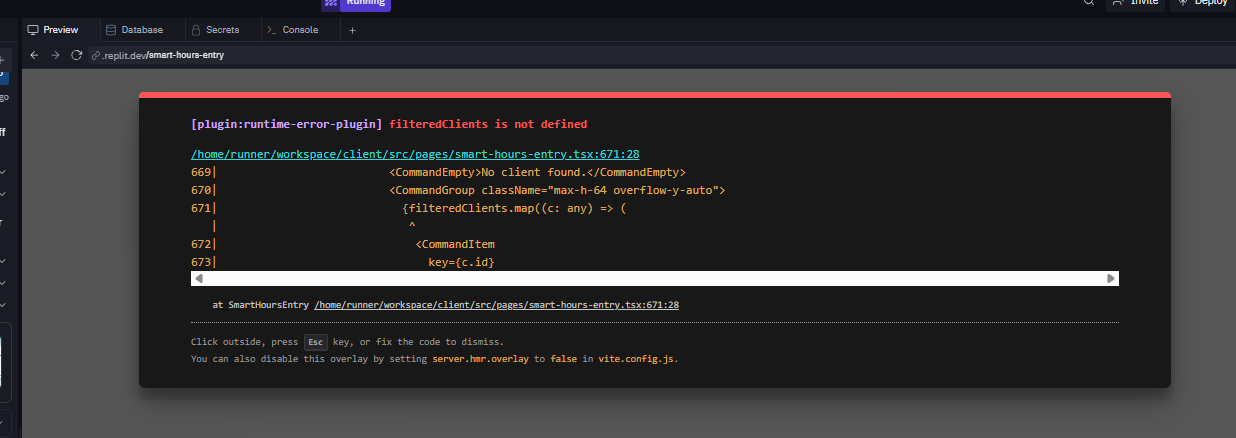 Running
Invite
Deploy
Preview
Database
Secrets
Console
.replit.dev/smart-hours-entry
[plugin:runtime-error-plugin] filteredClients is not defined
/home/runner/workspace/client/src/pages/smart-hours-entry.tsx:671:28
669| <CommandEmpty>No client found.</CommandEmpty>
670| <CommandGroup className="max-h-64 overflow-y-auto">
671| {filteredClients.map((c: any) => (
| ^
672| <CommandItem
673| key={c.id}
at SmartHoursEntry /home/runner/workspace/client/src/pages/smart-hours-entry.tsx:671:28
Click outside, press Esc key, or fix the code to dismiss.
You can also disable this overlay by setting server.hmr.overlay to false in vite.config.js.